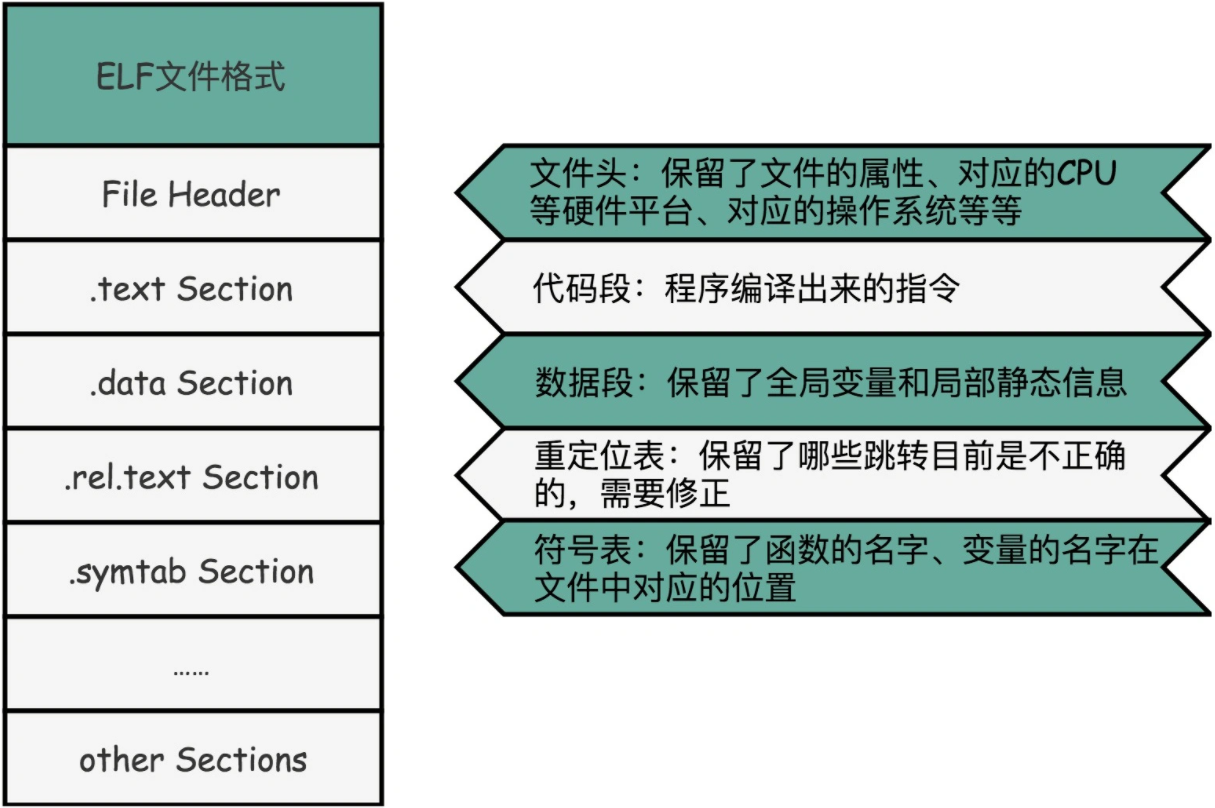 ELF文件格式
File Header
文件头：保留了文件的属性、对应的CPU
等硬件平台、对应的操作系统等等
.text Section
代码段：程序编译出来的指令
.data Section
数据段：保留了全局变量和局部静态信息
.rel.text Section
重定位表：保留了哪些跳转目前是不正确
的，需要修正
.symtab Section
符号表：保留了函数的名字、变量的名字在
文件中对应的位置
……
other Sections